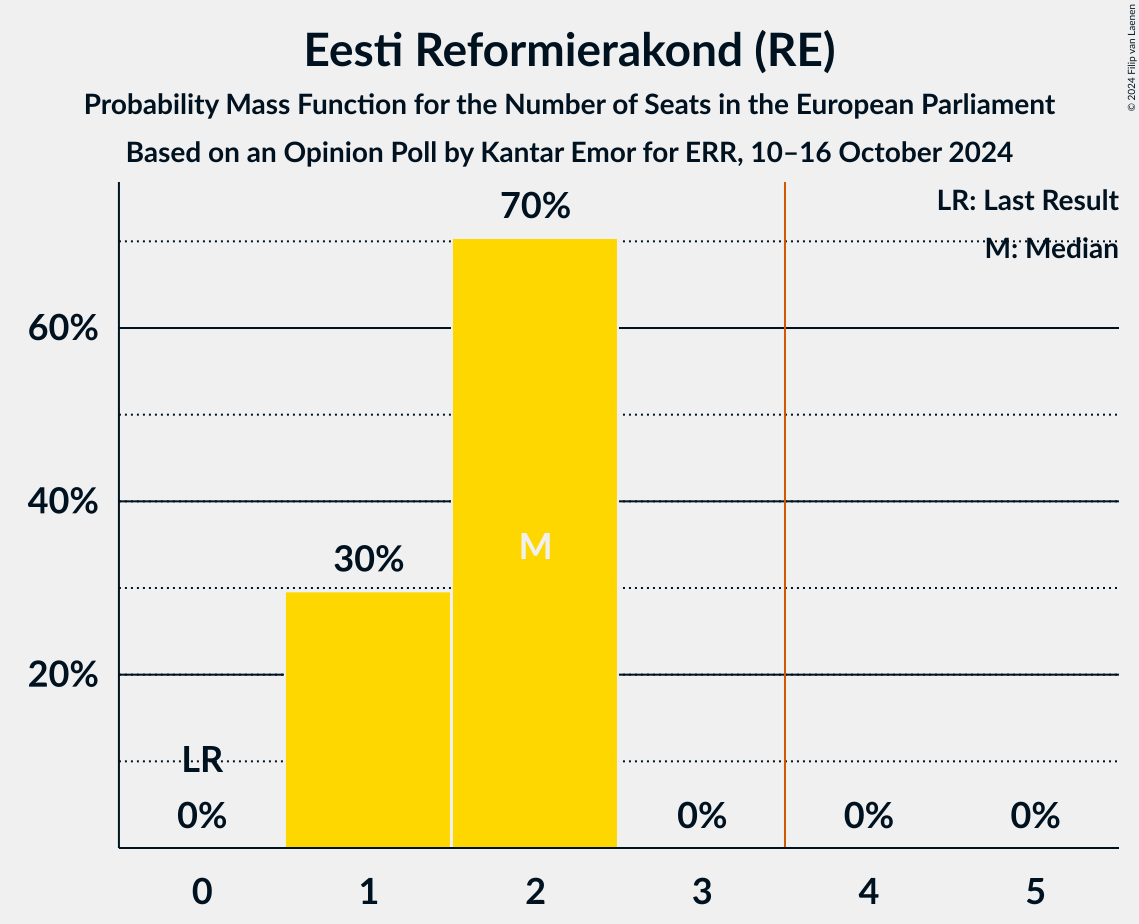 Eesti Reformierakond (RE)
Probability Mass Function for the Number of Seats in the European Parliament
Based on an Opinion Poll by Kantar Emor for ERR, 10–16 October 2024
© 2024 Filip van Laenen
LR: Last Result
M: Median
70%
60%
40%
30%
M
20%
LR
0%
0%
0%
0%
0
1
2
3
4
5